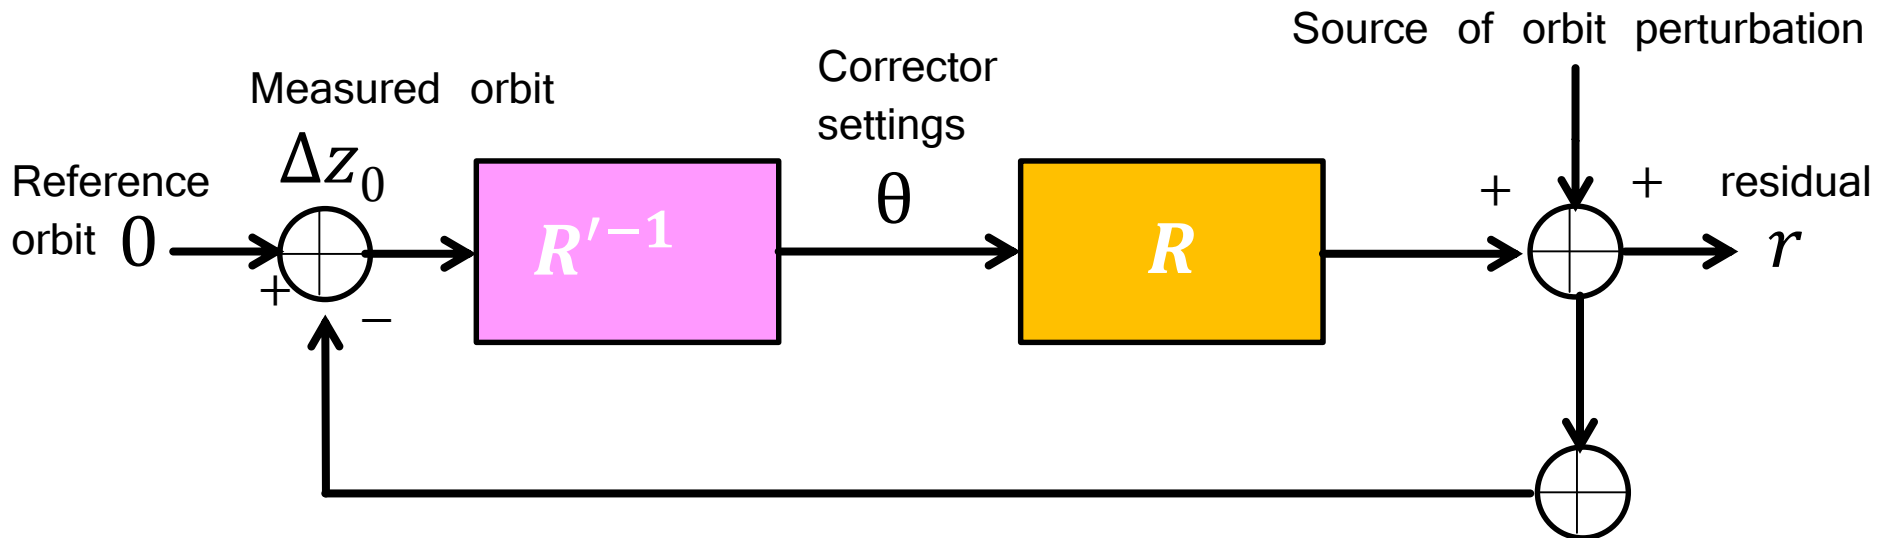 Source of orbit perturbation
Measured orbit
Corrector
settings
Reference
orbit 0
Δz₀
R′⁻¹
θ
R
+
+
residual
r
+
−